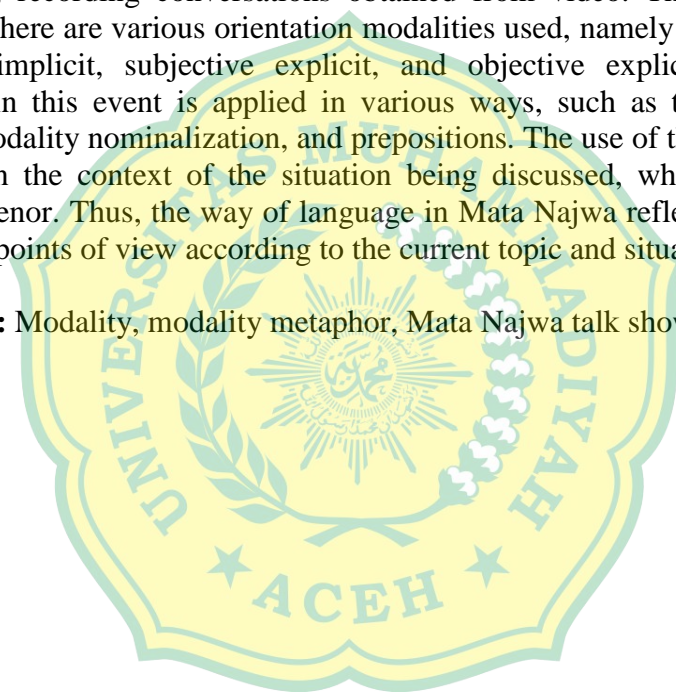 recording conversations obtained from video.
here are various orientation modalities used, namely
implicit, subjective explicit, and objective explic
n this event is applied in various ways, such as t
odality nominalization, and prepositions. The use of t
n the context of the situation being discussed, wh
enor. Thus, the way of language in Mata Najwa refle
points of view according to the current topic and situa
: Modality, modality metaphor, Mata Najwa talk show
UNIVERSITAS MUHAMMADIYAH
ACEH